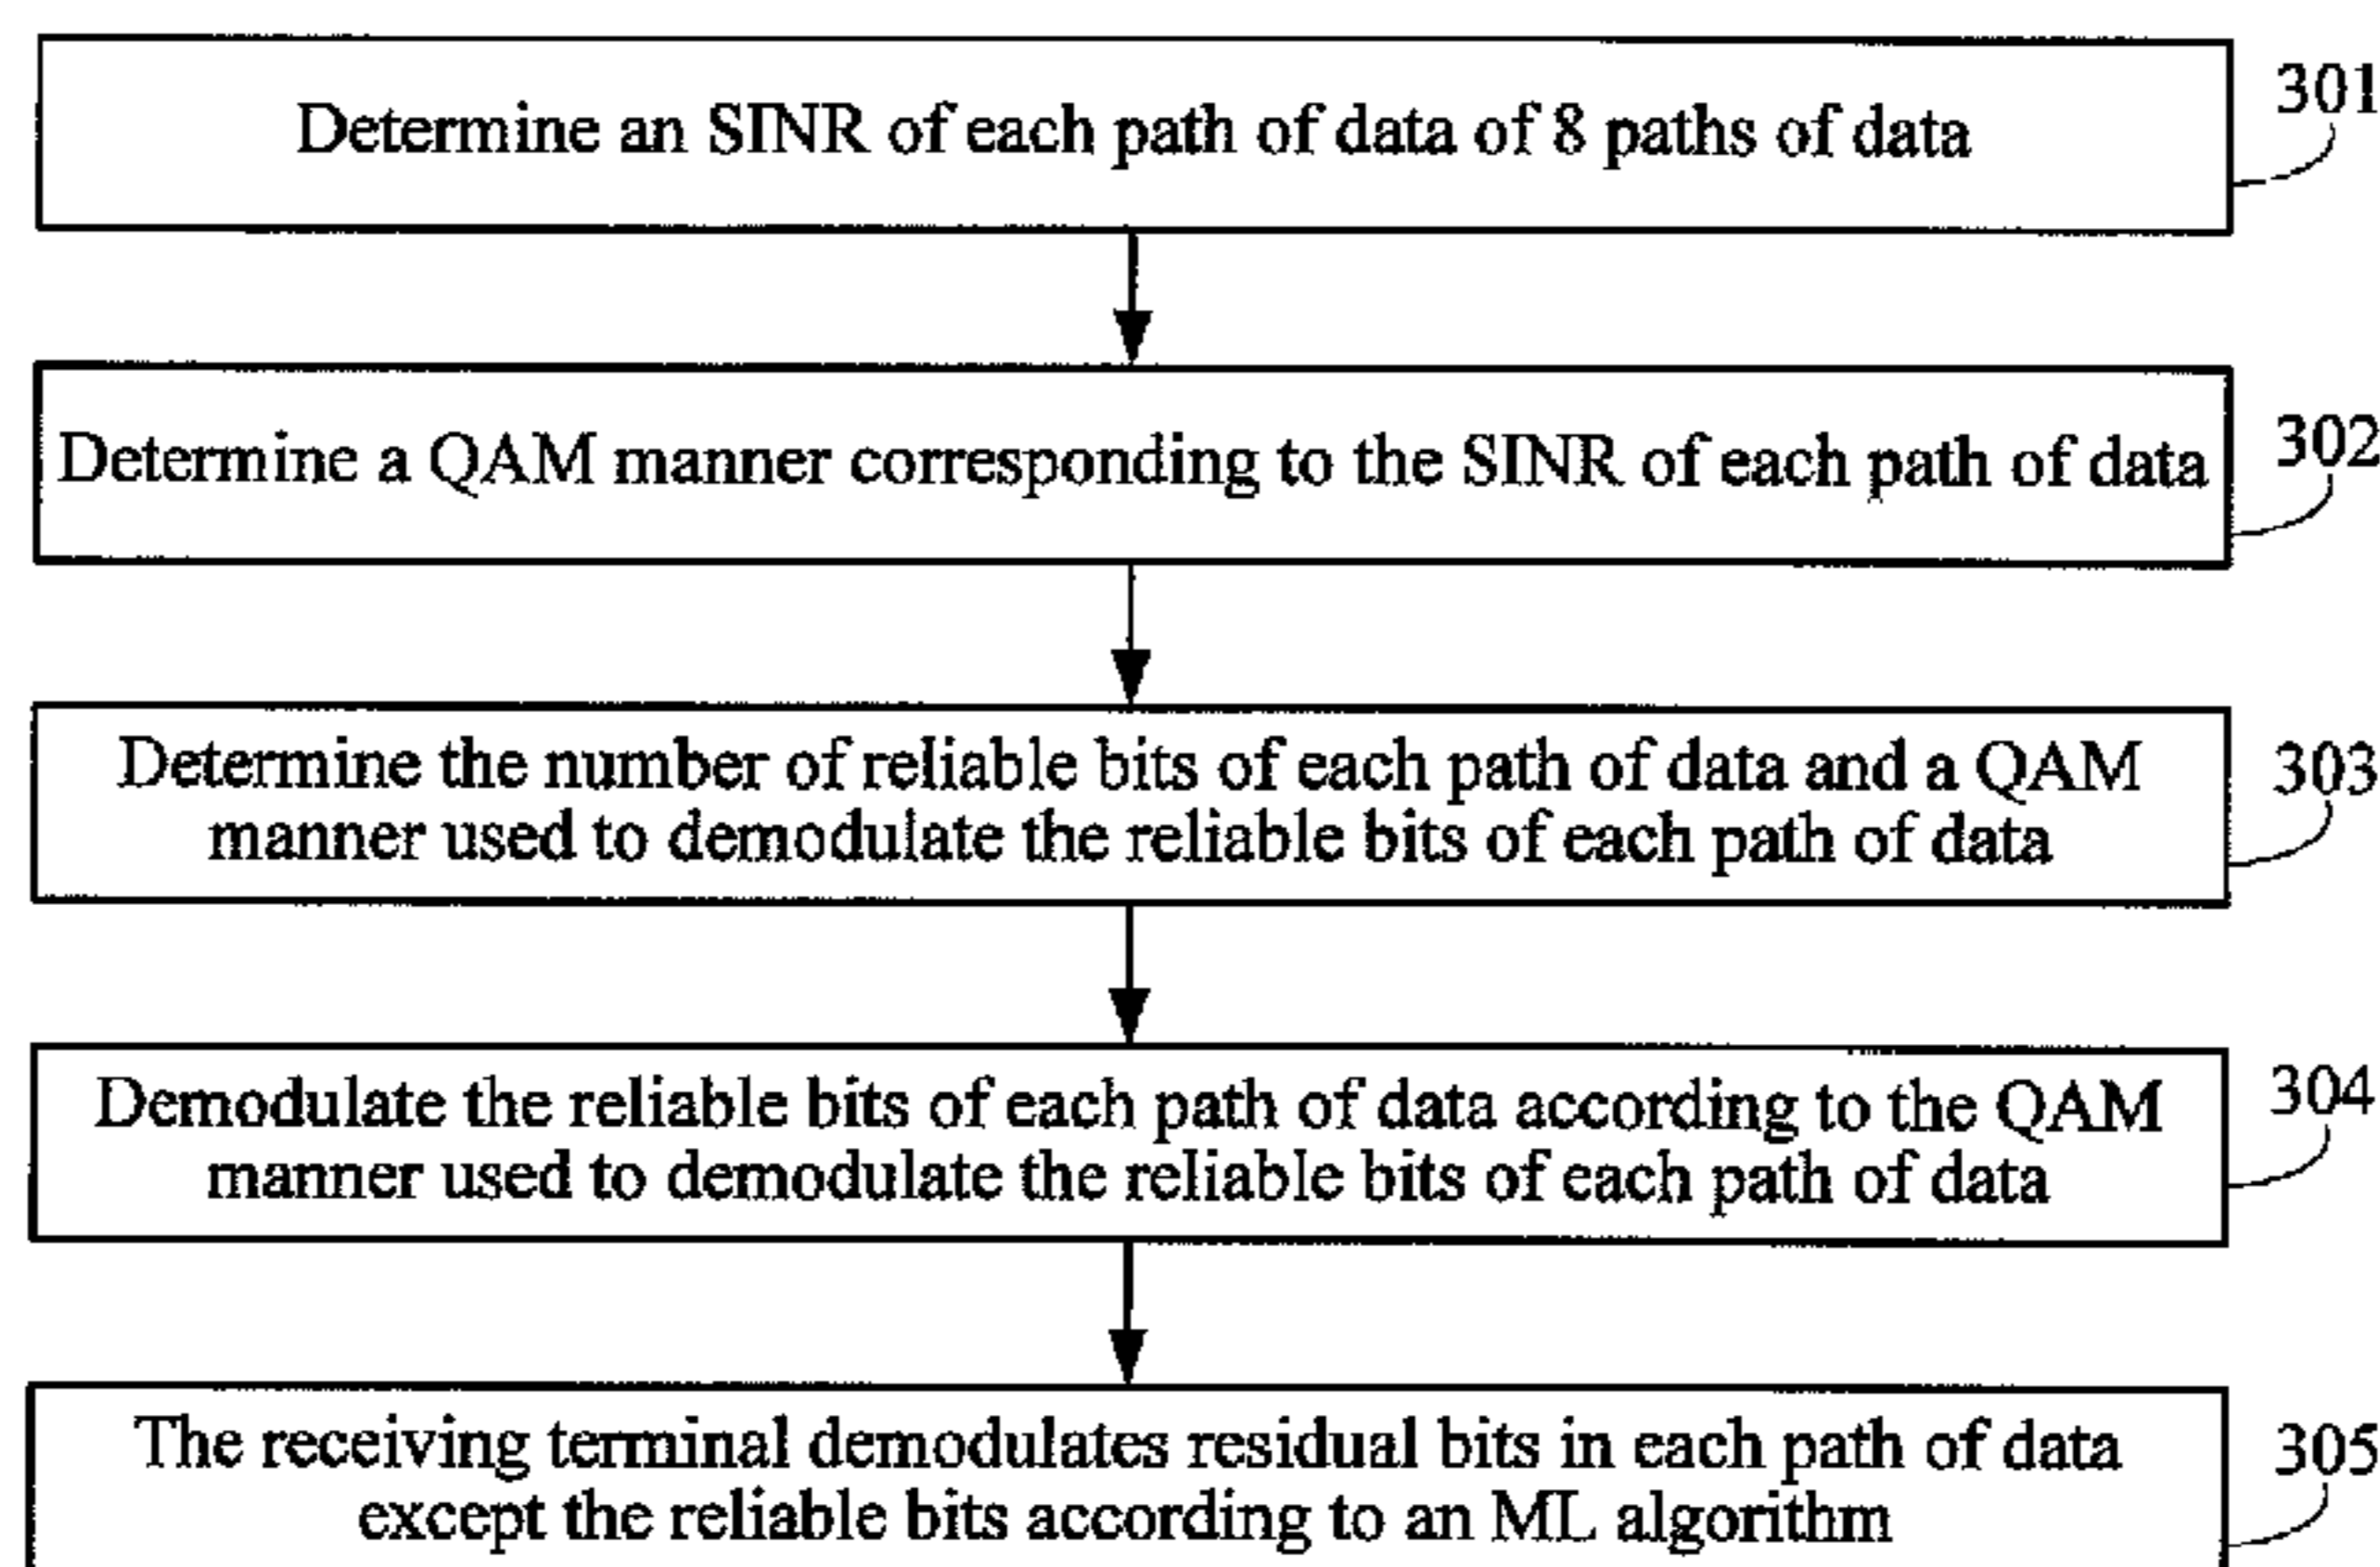 Determine an SINR of each path of data of 8 paths of data
301
Determine a QAM manner corresponding to the SINR of each path of data
302
Determine the number of reliable bits of each path of data and a QAM
manner used to demodulate the reliable bits of each path of data
303
Demodulate the reliable bits of each path of data according to the QAM
manner used to demodulate the reliable bits of each path of data
304
The receiving terminal demodulates residual bits in each path of data
except the reliable bits according to an ML algorithm
305